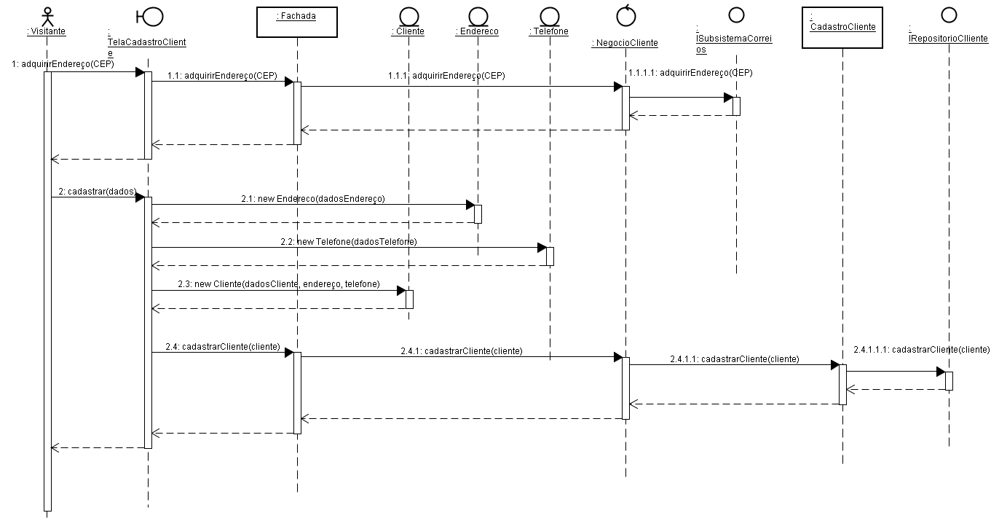 : Visitante
:
TelaCadastroClient
e
: Fachada
: Cliente
: Endereco
: Telefone
: NegocioCliente
:
ISubsistemaCorrei
os
:
CadastroCliente
:
IRepositorioClliente
1: adquirirEndereço(CEP)
1.1: adquirirEndereço(CEP)
1.1.1: adquirirEndereço(CEP)
1.1.1.1: adquirirEndereço(CEP)
2: cadastrar(dados)
2.1: new Endereco(dadosEndereço)
2.2: new Telefone(dadosTelefone)
2.3: new Cliente(dadosCliente, endereço, telefone)
2.4: cadastrarCliente(cliente)
2.4.1: cadastrarCliente(cliente)
2.4.1.1: cadastrarCliente(cliente)
2.4.1.1.1: cadastrarCliente(cliente)